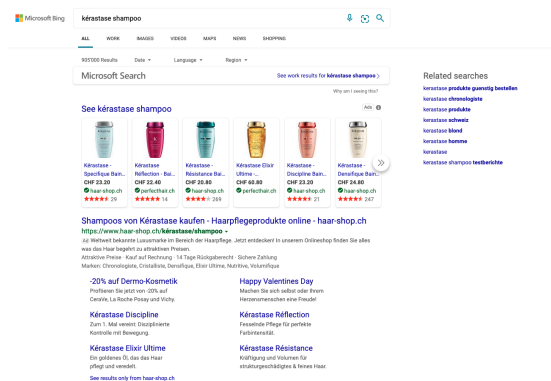 Microsoft Bing
kérastase shampoo
ALL WORK IMAGES VIDEOS MAPS NEWS SHOPPING
905'000 Results Date Language Region
Microsoft Search
See work results for kérastase shampoo >
Why am I seeing this?
See kérastase shampoo
Ads
Kérastase - Specifique Bain...
CHF 23.20
haar-shop.ch
29
Kérastase Réflection - Bai...
CHF 22.40
perfecthair.ch
14
Kérastase - Résistance Bai...
CHF 20.80
perfecthair.ch
269
Kérastase Elixir Ultime -...
CHF 60.80
perfecthair.ch
Kérastase - Discipline Bain...
CHF 23.20
haar-shop.ch
21
Kérastase - Densifique Bain...
CHF 24.80
haar-shop.ch
247
Shampoos von Kérastase kaufen - Haarpflegeprodukte online - haar-shop.ch
https://www.haar-shop.ch/kérastase/shampoo
Ad Weltweit bekannte Luxusmarke im Bereich der Haarpflege. Jetzt entdecken! In unserem Onlineshop finden Sie alles
was das Haar begehrt zu attraktiven Preisen.
Attraktive Preise · Kauf auf Rechnung · 14 Tage Rückgaberecht · Sichere Zahlung
Marken: Chronologiste, Cristalliste, Densifique, Elixir Ultime, Nutritive, Volumifique
-20% auf Dermo-Kosmetik
Profitieren Sie jetzt von -20% auf
CeraVe, La Roche Posay und Vichy.
Happy Valentines Day
Machen Sie sich selbst oder Ihrem
Herzensmenschen eine Freude!
Kérastase Discipline
Zum 1. Mal vereint: Disziplinierte
Kontrolle mit Bewegung.
Kérastase Réflection
Fesselnde Pflege für perfekte
Farbintensität.
Kérastase Elixir Ultime
Ein goldenes Öl, das das Haar
pflegt und veredelt.
Kérastase Résistance
Kräftigung und Volumen für
strukturgeschädigtes & feines Haar.
See results only from haar-shop.ch
Related searches
kerastase produkte guenstig bestellen
kerastase chronologiste
kerastase produkte
kerastase schweiz
kerastase blond
kerastase homme
kerastase
kerastase shampoo testberichte